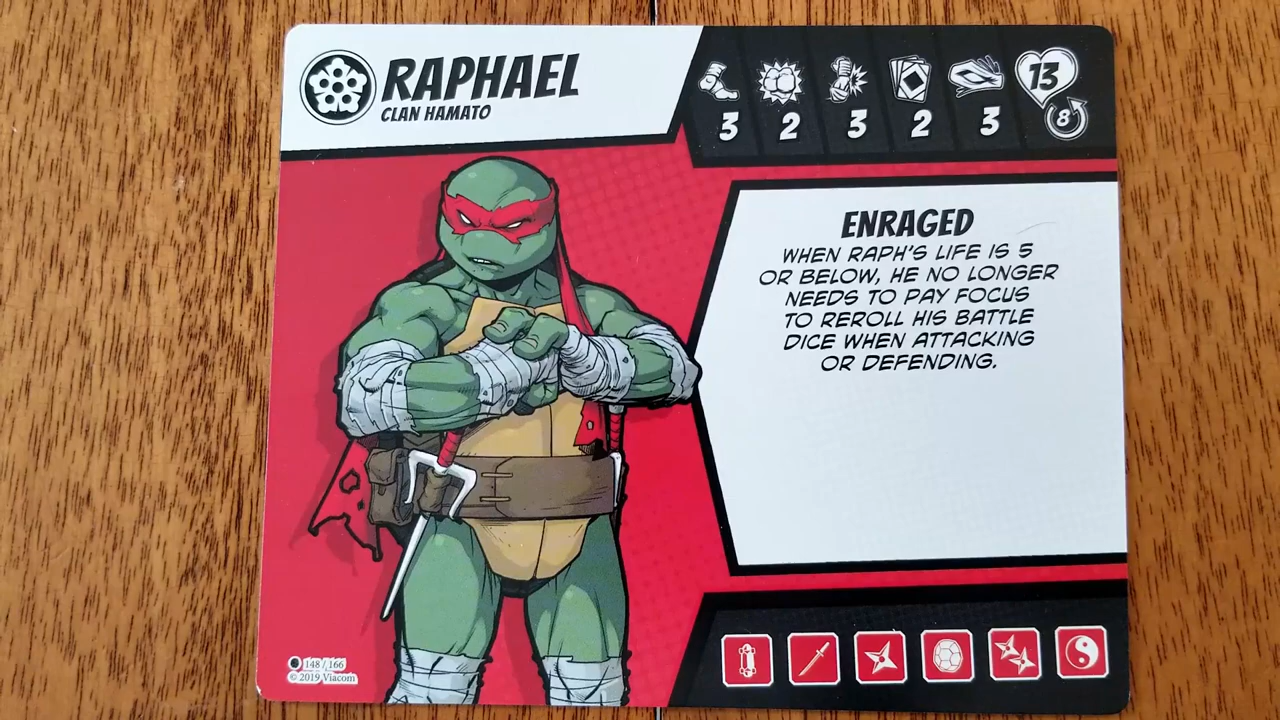 RAPHAEL
CLAN HAMATO
3 2 3 2 3
13
8
ENRAGED
WHEN RAPH'S LIFE IS 5
OR BELOW, HE NO LONGER
NEEDS TO PAY FOCUS
TO REROLL HIS BATTLE
DICE WHEN ATTACKING
OR DEFENDING.
148/166
© 2019 Viacom